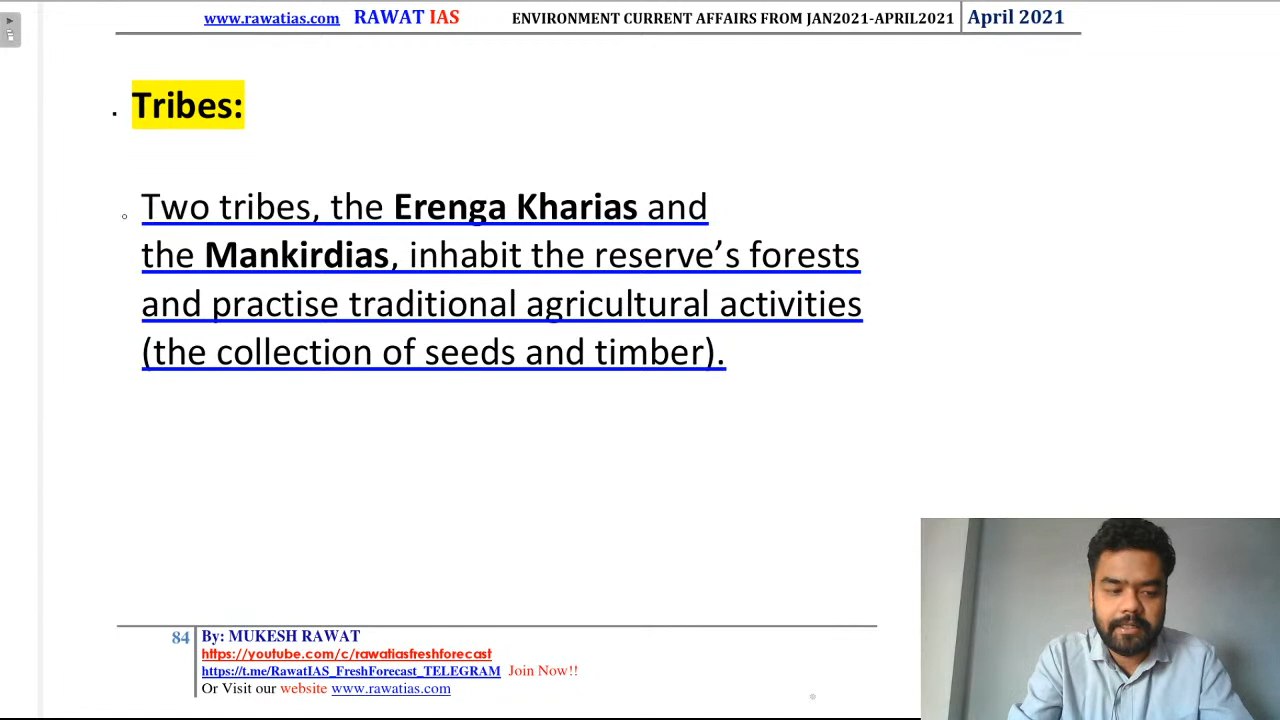 www.rawatias.com RAWAT IAS ENVIRONMENT CURRENT AFFAIRS FROM JAN2021-APRIL2021 April 2021
. Tribes:
Two tribes, the Erenga Kharias and
the Mankirdias, inhabit the reserve’s forests
and practise traditional agricultural activities
(the collection of seeds and timber).
84 By: MUKESH RAWAT
https://youtube.com/c/rawatiasfreshforecast
https://t.me/RawatIAS_FreshForecast_TELEGRAM Join Now!!
Or Visit our website www.rawatias.com